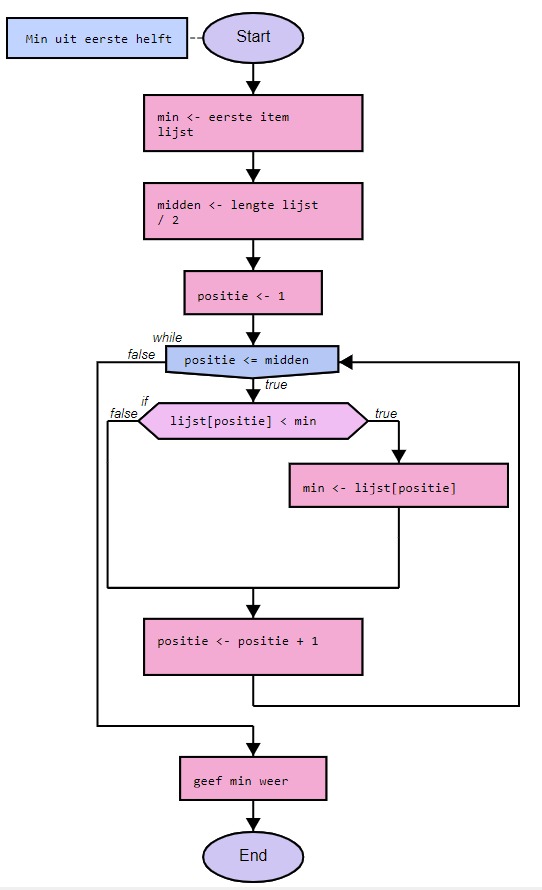 Min uit eerste helft
Start
min <- eerste item
lijst
midden <- lengte lijst
/ 2
positie <- 1
while
false
positie <= midden
true
if
false
lijst[positie] < min
true
min <- lijst[positie]
positie <- positie + 1
geef min weer
End